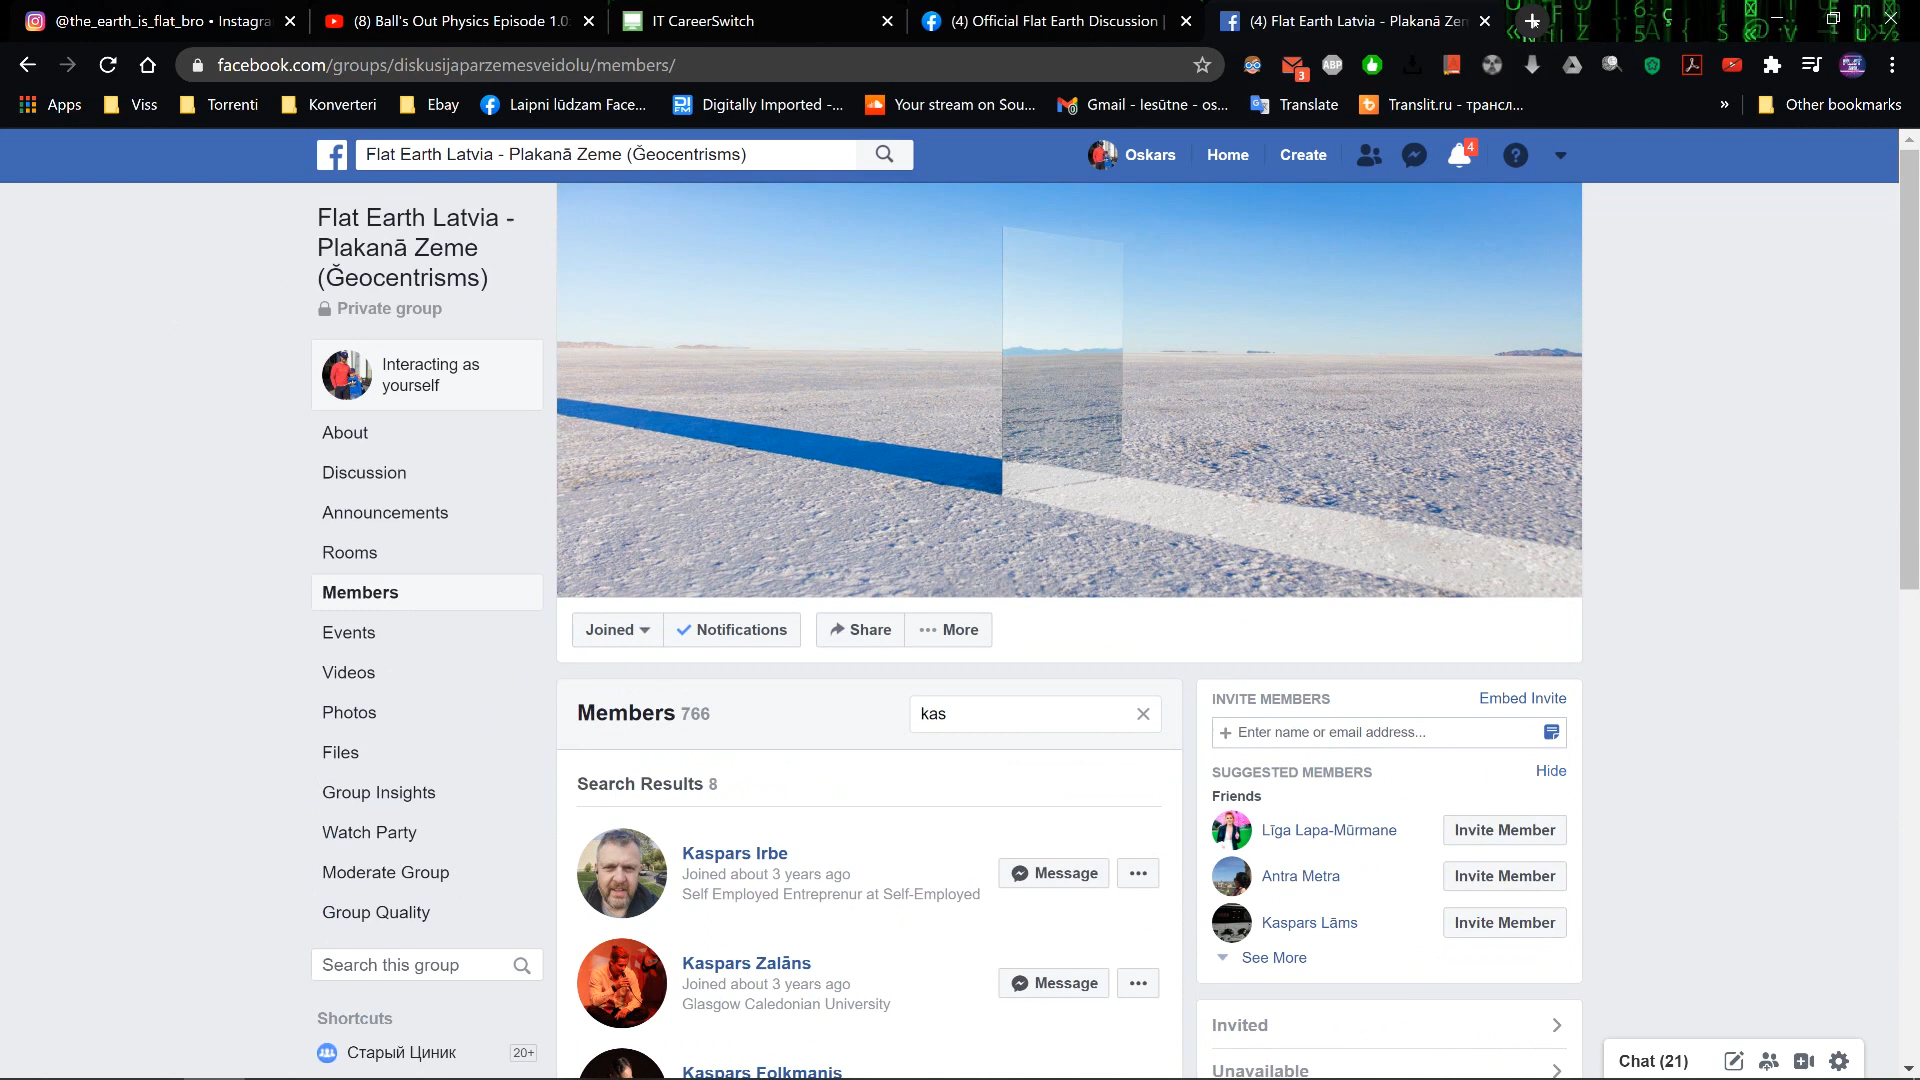 @the_earth_is_flat_bro • Instagra
(8) Ball's Out Physics Episode 1.0
IT CareerSwitch
(4) Official Flat Earth Discussion |
(4) Flat Earth Latvia - Plakanā Zem
facebook.com/groups/diskusijaparzemesveidolu/members/
ABP
3
Apps
Viss
Torrenti
Konverteri
Ebay
Laipni lūdzam Face...
Digitally Imported -...
Your stream on Sou...
Gmail - Iesūtne - os...
Translate
Translit.ru - трансл...
»
Other bookmarks
Flat Earth Latvia - Plakanā Zeme (Ģeocentrisms)
Oskars
Home
Create
4
Flat Earth Latvia -
Plakanā Zeme
(Ģeocentrisms)
Private group
Interacting as
yourself
About
Discussion
Announcements
Rooms
Members
Events
Videos
Photos
Files
Group Insights
Watch Party
Moderate Group
Group Quality
Search this group
Shortcuts
Старый Циник
20+
Joined
Notifications
Share
More
Members 766
kas
Search Results 8
Kaspars Irbe
Joined about 3 years ago
Self Employed Entreprenur at Self-Employed
Message
Kaspars Zalāns
Joined about 3 years ago
Glasgow Caledonian University
Message
Kaspars Folkmanis
INVITE MEMBERS
Embed Invite
+ Enter name or email address...
SUGGESTED MEMBERS
Hide
Friends
Līga Lapa-Mūrmane
Invite Member
Antra Metra
Invite Member
Kaspars Lāms
Invite Member
See More
Invited
Unavailable
Chat (21)